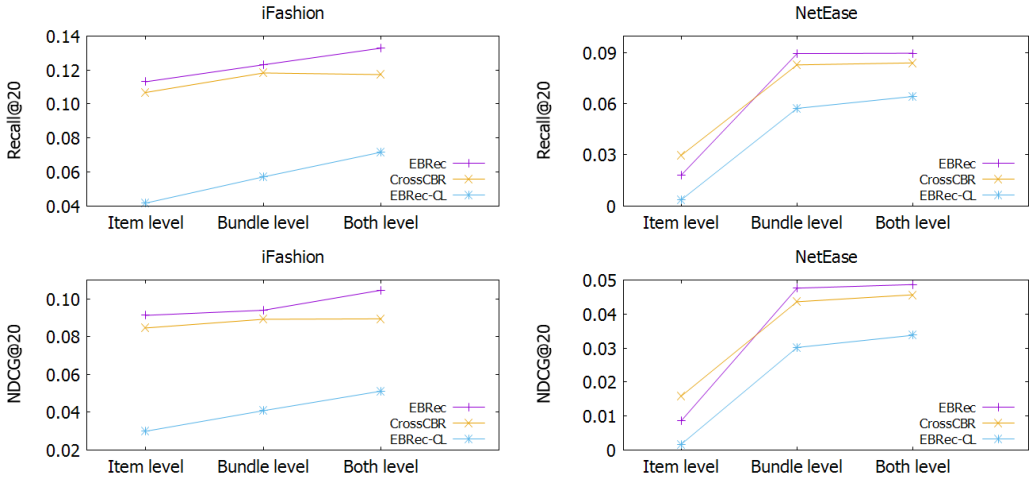 iFashion
Recall@20
0.14
0.12
0.10
0.08
0.06
0.04
EBRec
CrossCBR
EBRec-CL
Item level Bundle level Both level
NetEase
Recall@20
0.09
0.06
0.03
0
EBRec
CrossCBR
EBRec-CL
Item level Bundle level Both level
iFashion
NDCG@20
0.10
0.08
0.06
0.04
0.02
EBRec
CrossCBR
EBRec-CL
Item level Bundle level Both level
NetEase
NDCG@20
0.05
0.04
0.03
0.02
0.01
0
EBRec
CrossCBR
EBRec-CL
Item level Bundle level Both level